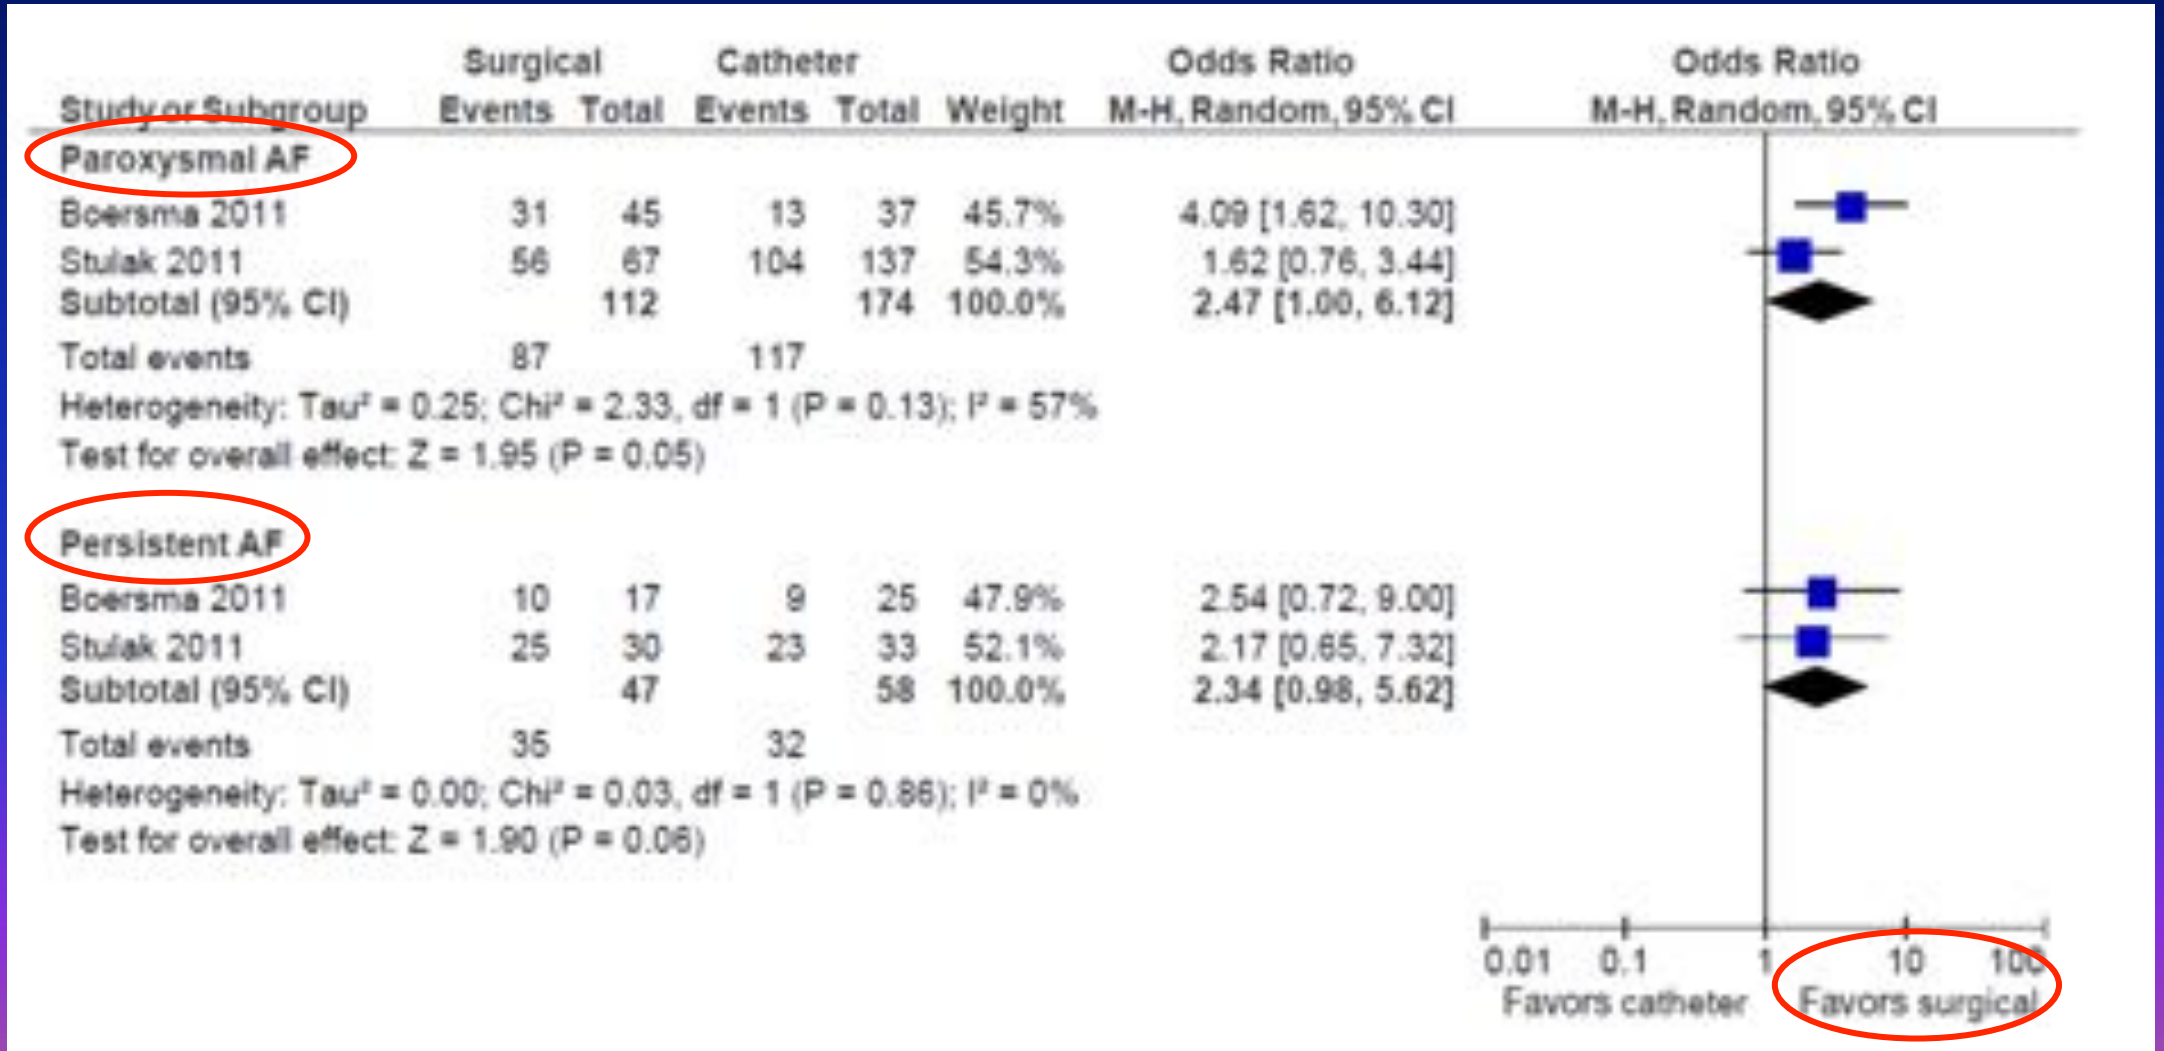 Surgical Catheter Odds Ratio Odds Ratio
Study or Subgroup Events Total Events Total Weight M-H, Random, 95% CI M-H, Random, 95% CI
Paroxysmal AF
Boersma 2011 31 45 13 37 45.7% 4.09 [1.62, 10.30]
Stulak 2011 56 67 104 137 54.3% 1.62 [0.76, 3.44]
Subtotal (95% CI) 112 174 100.0% 2.47 [1.00, 6.12]
Total events 87 117
Heterogeneity: Tau² = 0.25; Chi² = 2.33, df = 1 (P = 0.13); I² = 57%
Test for overall effect: Z = 1.95 (P = 0.05)
Persistent AF
Boersma 2011 10 17 9 25 47.9% 2.54 [0.72, 9.00]
Stulak 2011 25 30 23 33 52.1% 2.17 [0.65, 7.32]
Subtotal (95% CI) 47 58 100.0% 2.34 [0.98, 5.62]
Total events 35 32
Heterogeneity: Tau² = 0.00; Chi² = 0.03, df = 1 (P = 0.86); I² = 0%
Test for overall effect: Z = 1.90 (P = 0.06)
0.01 0.1 1 10 100
Favors catheter Favors surgical